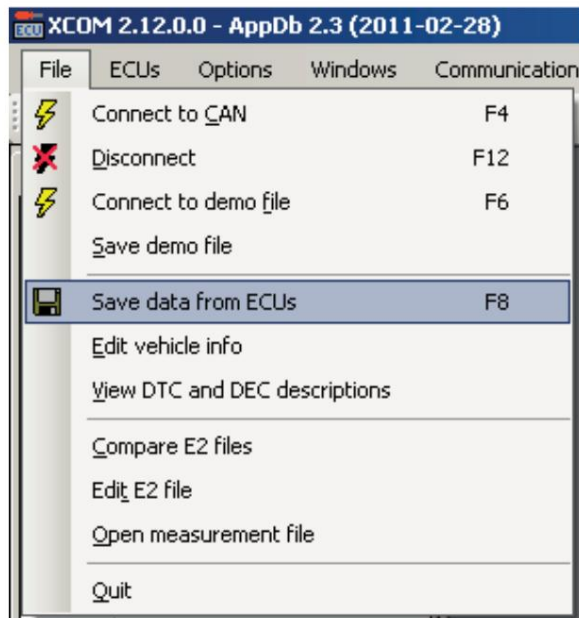 ECU XCOM 2.12.0.0 - AppDb 2.3 (2011-02-28)
File ECUs Options Windows Communication
Connect to CAN F4
Disconnect F12
Connect to demo file F6
Save demo file
Save data from ECUs F8
Edit vehicle info
View DTC and DEC descriptions
Compare E2 files
Edit E2 file
Open measurement file
Quit